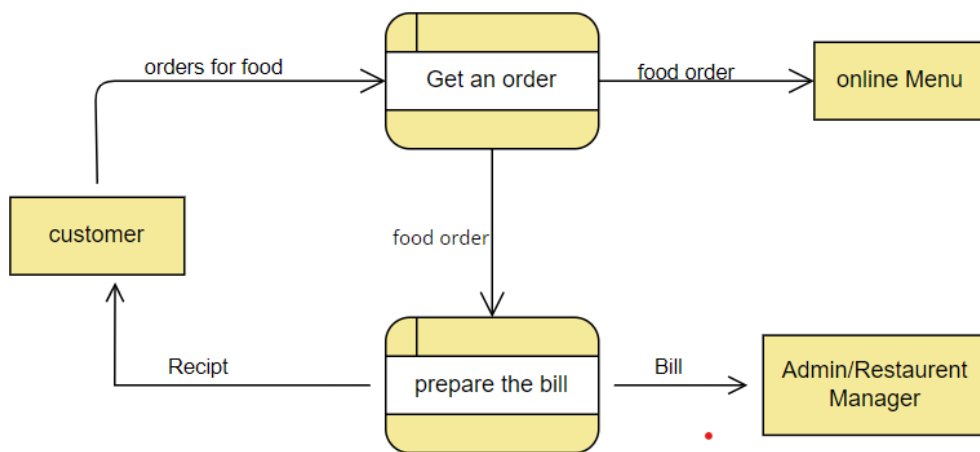 orders for food
Get an order
food order
online Menu
customer
food order
Recipt
prepare the bill
Bill
Admin/Restaurent
Manager